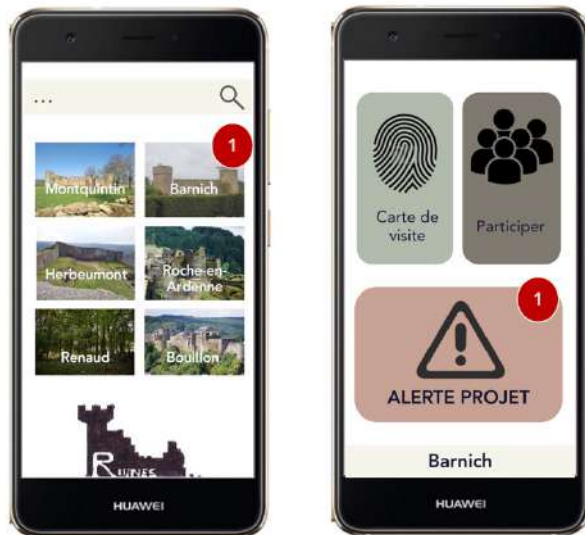 ...
1
Montquintin
Barnich
Herbeumont
Roche-en-
Ardenne
Renaud
Bouillon
RUINES
HUAWEI
Carte de
visite
Participer
1
ALERTE PROJET
Barnich
HUAWEI